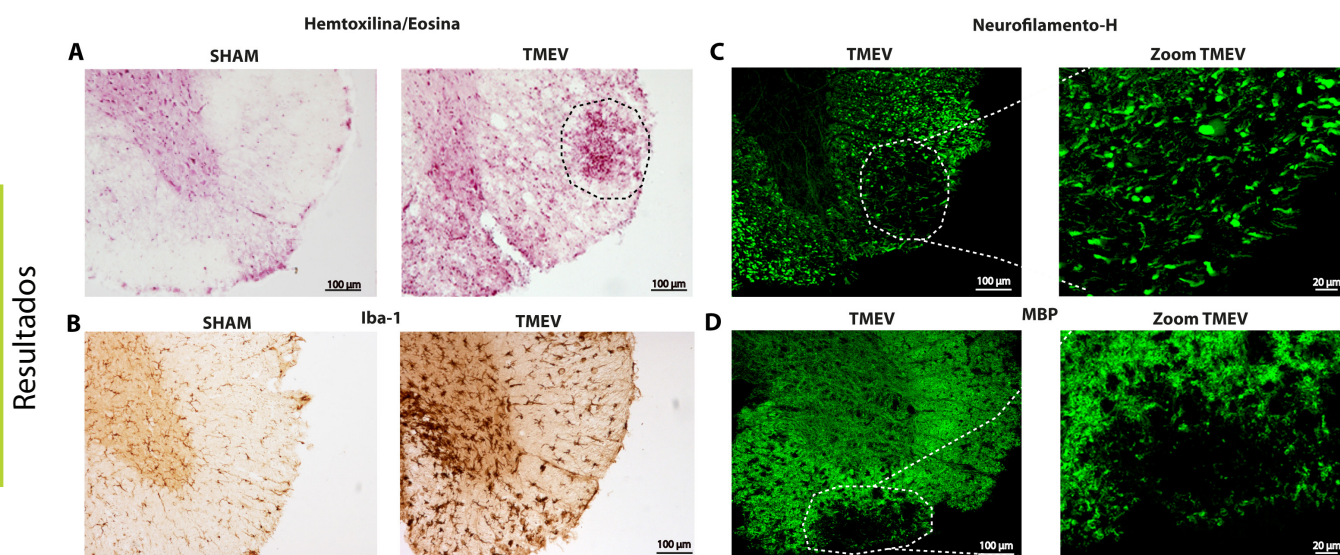 Hemtoxilina/Eosina
Neurofilamento-H
A
SHAM
TMEV
C
TMEV
Zoom TMEV
100 µm
100 µm
100 µm
20 µm
Resultados
B
SHAM
Iba-1
TMEV
D
TMEV
MBP
Zoom TMEV
100 µm
100 µm
20 µm